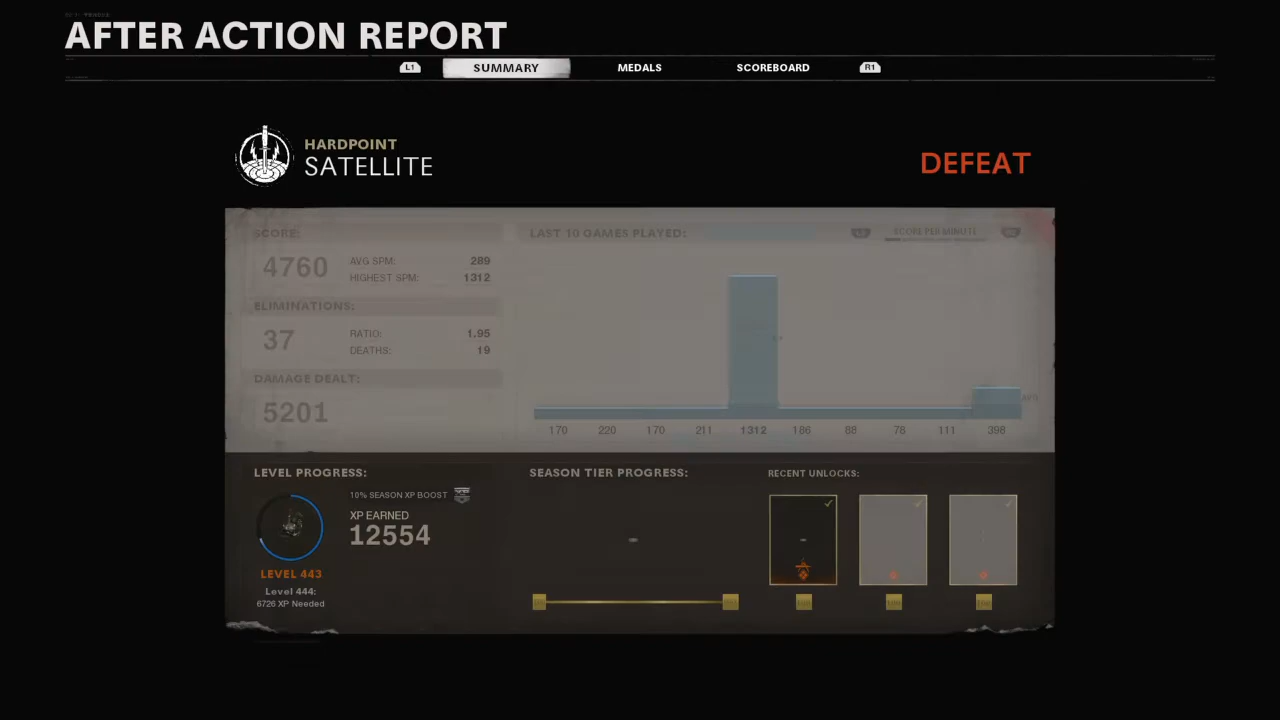 AFTER ACTION REPORT
L1 SUMMARY MEDALS SCOREBOARD R1
HARDPOINT
SATELLITE
DEFEAT
SCORE:
4760
AVG SPM: 289
HIGHEST SPM: 1312
ELIMINATIONS:
37
RATIO: 1.95
DEATHS: 19
DAMAGE DEALT:
5201
LAST 10 GAMES PLAYED:
SCORE PER MINUTE
170 220 170 211 1312 186 88 78 111 398
LEVEL PROGRESS:
10% SEASON XP BOOST
XP EARNED
12554
LEVEL 443
Level 444:
6726 XP Needed
SEASON TIER PROGRESS:
RECENT UNLOCKS: